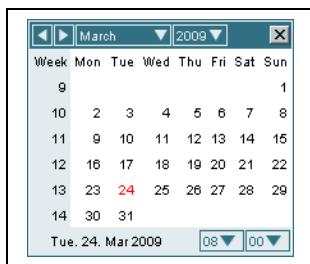 March 2009 X
Week Mon Tue Wed Thu Fri Sat Sun
9 1
10 2 3 4 5 6 7 8
11 9 10 11 12 13 14 15
12 16 17 18 19 20 21 22
13 23 24 25 26 27 28 29
14 30 31
Tue. 24. Mar 2009 08 00